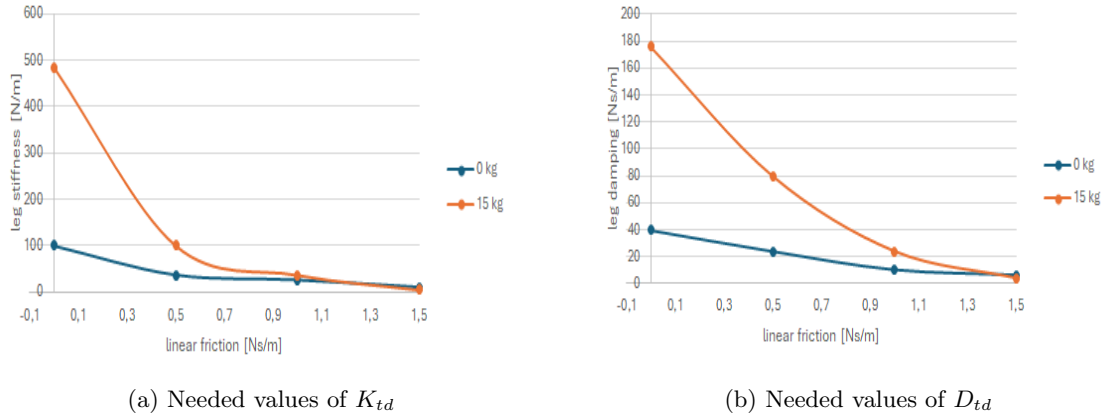 600
500
400
300
200
100
0
-0,1 0,1 0,3 0,5 0,7 0,9 1,1 1,3 1,5
leg stiffness [N/m]
linear friction [Ns/m]
0 kg
15 kg
(a) Needed values of K_{td}
200
180
160
140
120
100
80
60
40
20
0
-0,1 0,1 0,3 0,5 0,7 0,9 1,1 1,3 1,5
leg damping [Ns/m]
linear friction [Ns/m]
0 kg
15 kg
(b) Needed values of D_{td}